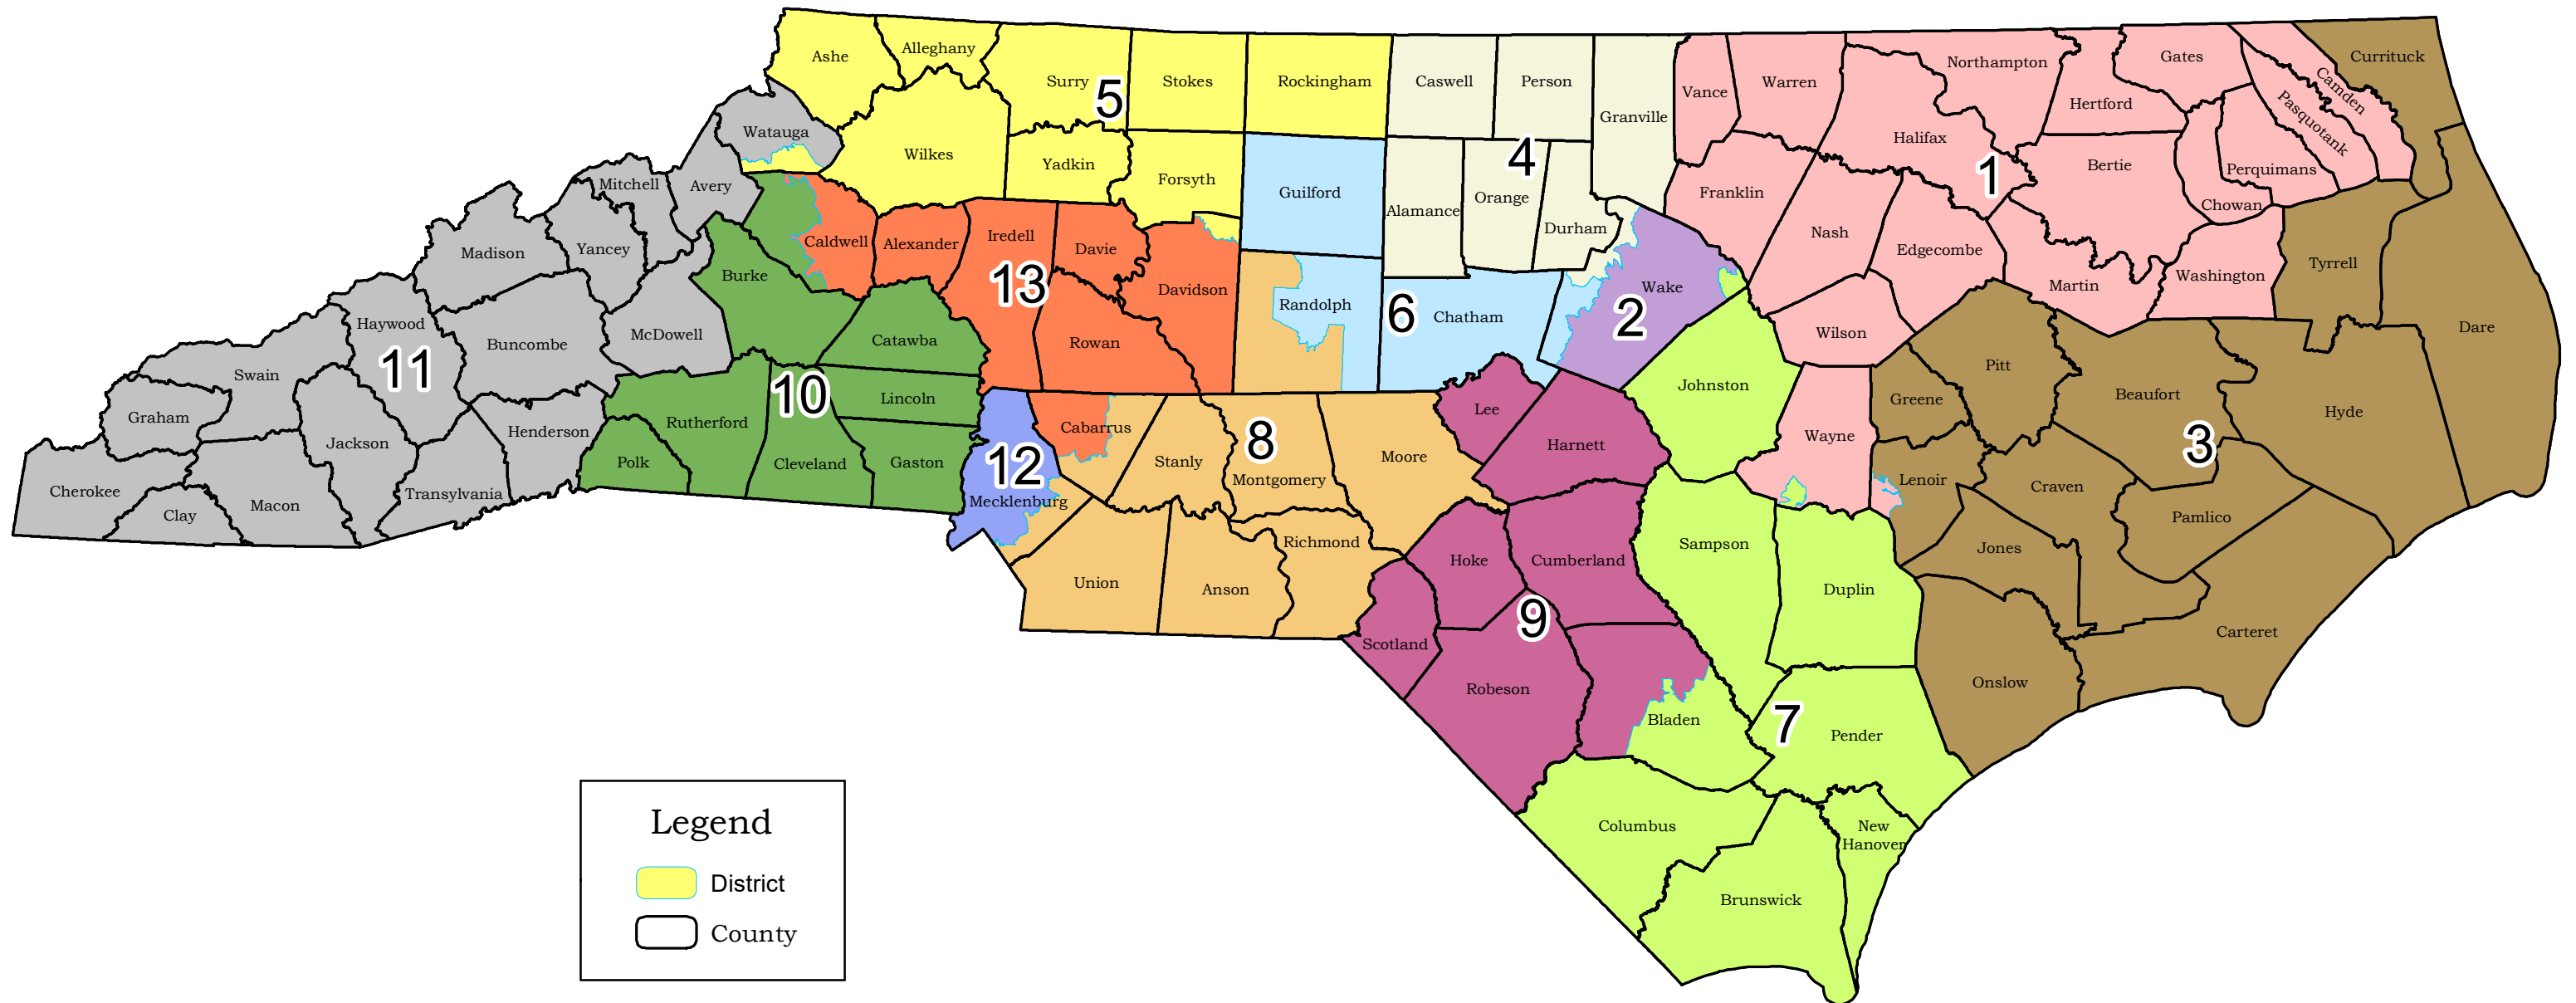 Ashe
Alleghany
Surry
Stokes
Rockingham
Caswell
Person
Granville
Vance
Warren
Northampton
Gates
Camden
Currituck
Hertford
Pasquotank
5
Watauga
Wilkes
Yadkin
Forsyth
Guilford
Alamance
Orange
4
Durham
Franklin
Halifax
1
Bertie
Perquimans
Chowan
Mitchell
Avery
Madison
Yancey
Caldwell
Alexander
Iredell
Davie
Davidson
Randolph
Wake
Nash
Edgecombe
Martin
Washington
Tyrrell
Dare
Burke
13
6
Chatham
2
Wilson
Haywood
Buncombe
McDowell
Catawba
Rowan
Johnston
Pitt
Beaufort
Hyde
Swain
11
Graham
Jackson
Henderson
Rutherford
10
Lincoln
Cabarrus
8
Moore
Lee
Harnett
Wayne
Greene
3
Cherokee
Clay
Macon
Transylvania
Polk
Cleveland
Gaston
12
Mecklenburg
Stanly
Montgomery
Richmond
Lenoir
Craven
Pamlico
Union
Anson
Hoke
Cumberland
Sampson
Duplin
Jones
Scotland
9
Robeson
Bladen
7
Pender
Onslow
Carteret
Columbus
New
Hanover
Brunswick
Legend
District
County